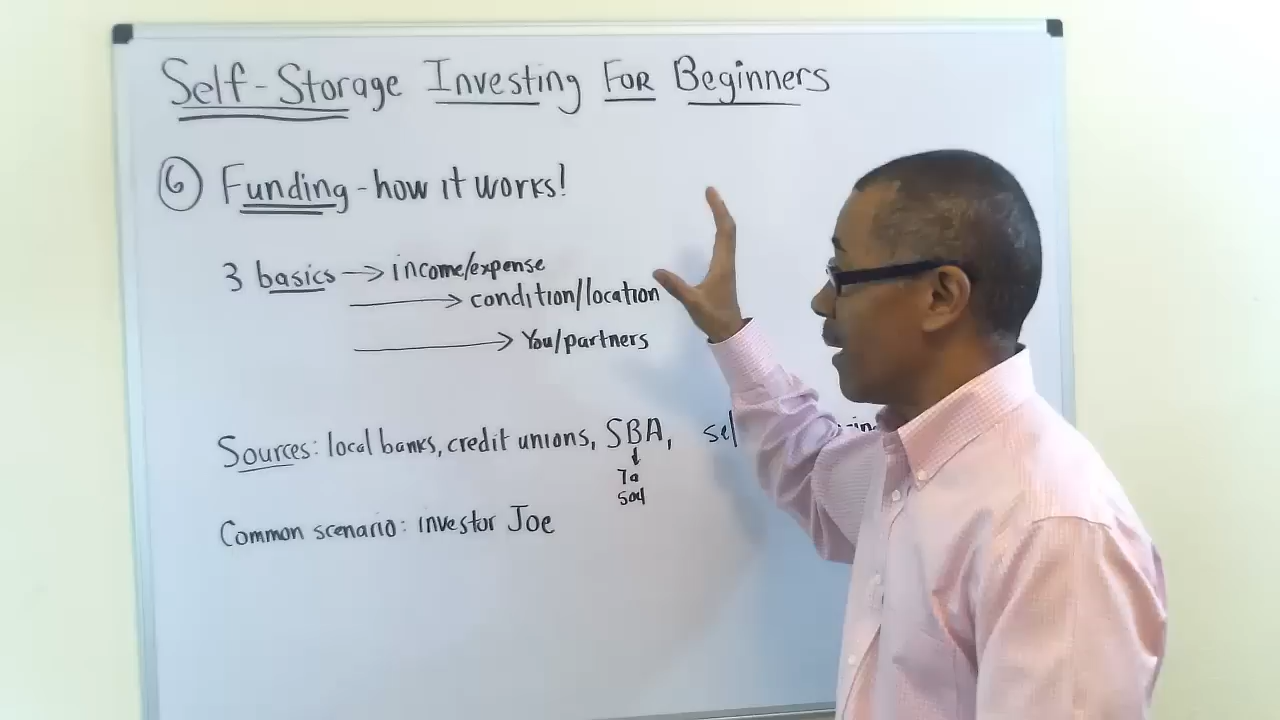 Self-Storage Investing FOR Beginners
6 Funding - how it works!
3 basics → income/expense
→ condition/location
→ You/partners
Sources: local banks, credit unions, SBA,
7a
504
Common scenario: investor Joe